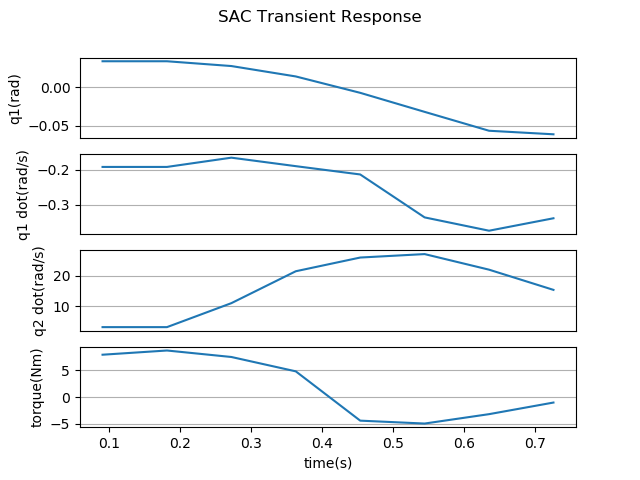 SAC Transient Response
q1(rad)
0.00
−0.05
q1 dot(rad/s)
−0.2
−0.3
q2 dot(rad/s)
20
10
torque(Nm)
5
0
−5
0.1 0.2 0.3 0.4 0.5 0.6 0.7
time(s)